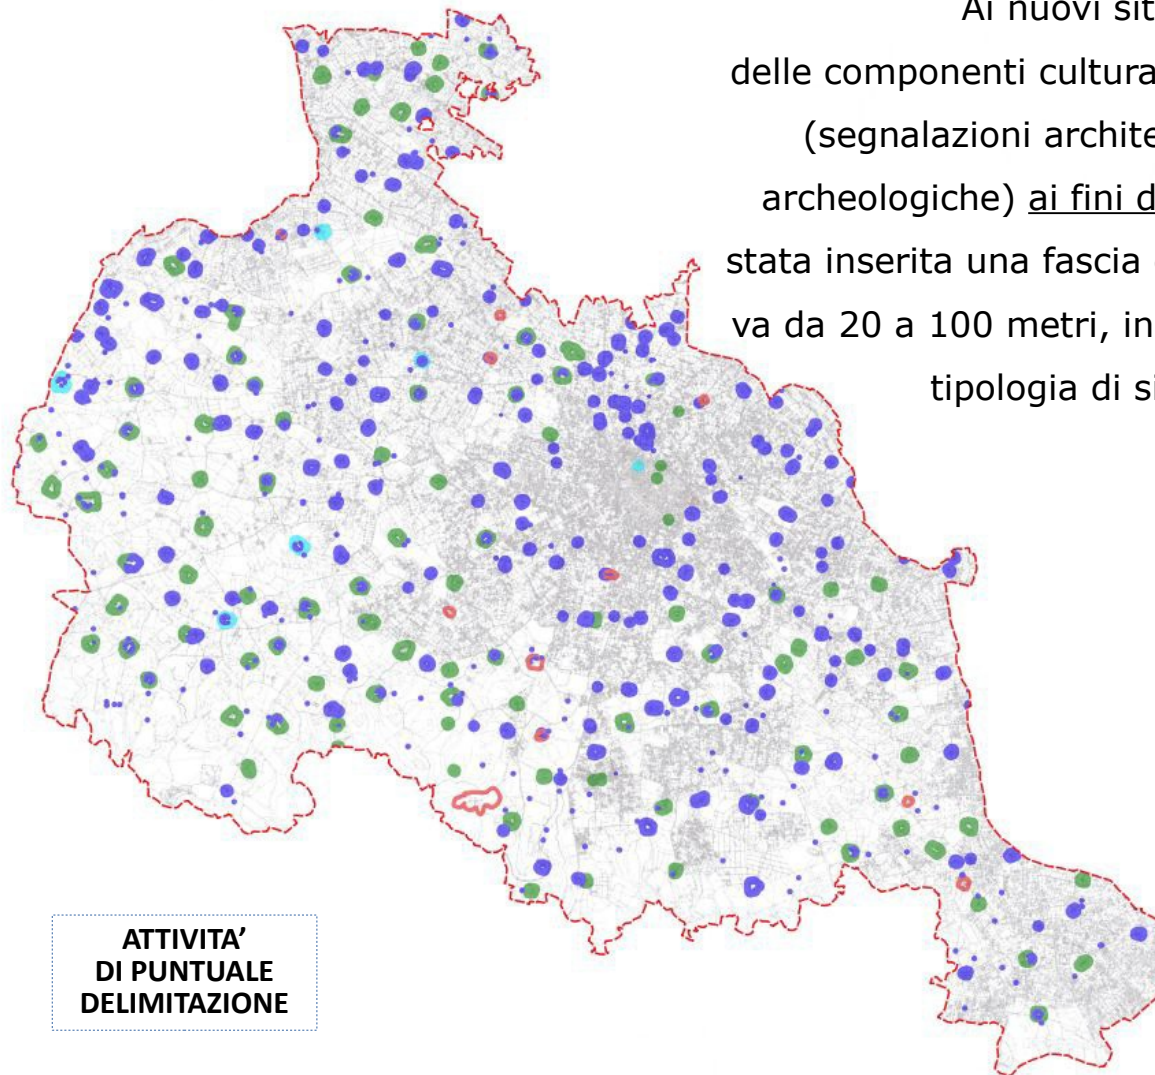 Ai nuovi sit
delle componenti cultura
(segnalazioni archite
archeologiche) ai fini d
stata inserita una fascia
va da 20 a 100 metri, in
tipologia di si
ATTIVITA’
DI PUNTUALE
DELIMITAZIONE